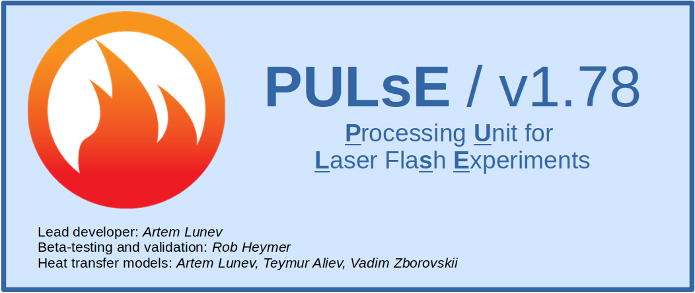 PULsE / v1.78
Processing Unit for
Laser Flash Experiments
Lead developer: Artem Lunev
Beta-testing and validation: Rob Heymer
Heat transfer models: Artem Lunev, Teymur Aliev, Vadim Zborovskii